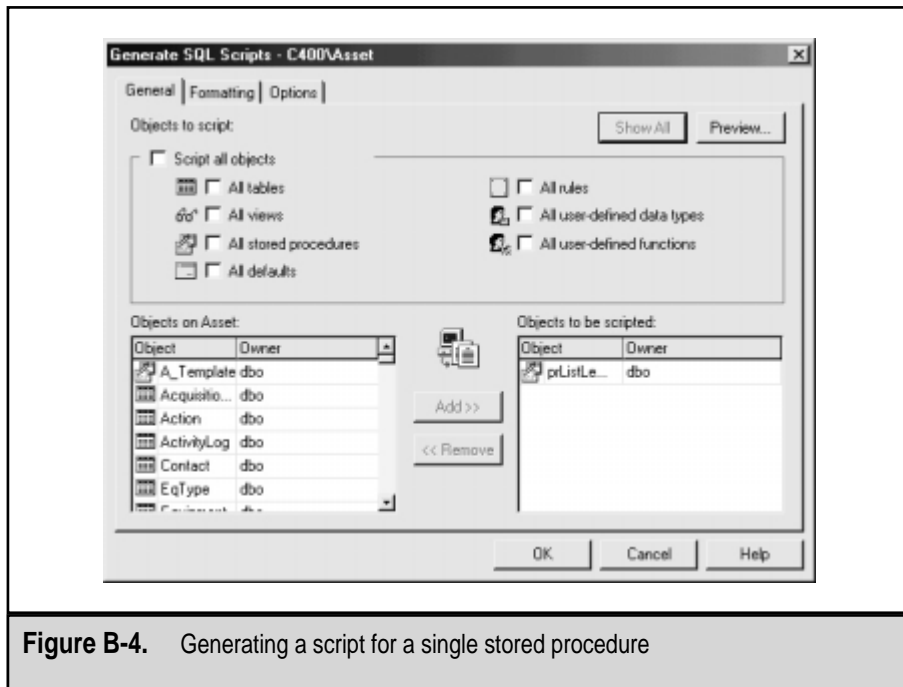 Generate SQL Scripts - C400\Asset
General Formatting Options
Objects to script:
Show All Preview...
Script all objects
All tables
All rules
All views
All user-defined data types
All stored procedures
All user-defined functions
All defaults
Objects on Asset:
Objects to be scripted:
Object Owner
Object Owner
A_Template dbo
prListLe... dbo
Acquisitio... dbo
Action dbo
Add >>
ActivityLog dbo
<< Remove
Contact dbo
EqType dbo
OK Cancel Help
Figure B-4. Generating a script for a single stored procedure